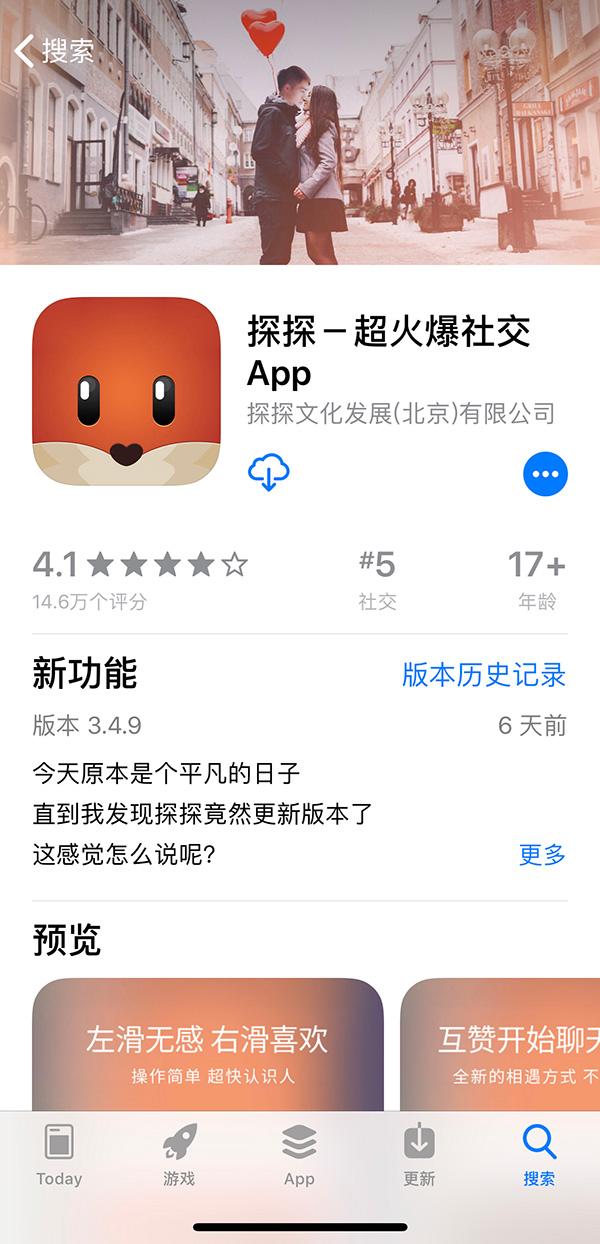 搜索
探探 – 超火爆社交
App
探探文化发展(北京)有限公司
4.1
#5
17+
14.6万个评分
社交
年龄
新功能
版本历史记录
版本 3.4.9
6 天前
今天原本是个平凡的日子
直到我发现探探竟然更新版本了
这感觉怎么说呢?
更多
预览
左滑无感 右滑喜欢
互赞开始聊天
操作简单 超快认识人
全新的相遇方式 不
Today
游戏
App
更新
搜索